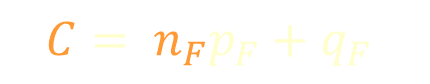 C = n_F p_F + q_F